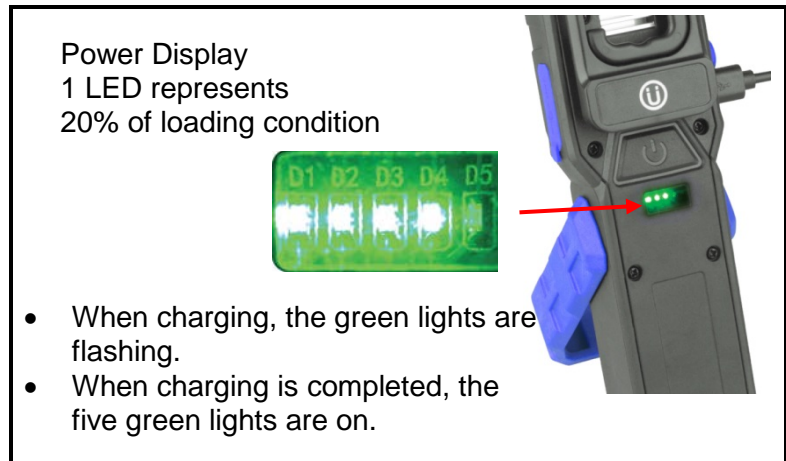 Power Display
1 LED represents
20% of loading condition
D1 D2 D3 D4 D5
• When charging, the green lights are
flashing.
• When charging is completed, the
five green lights are on.